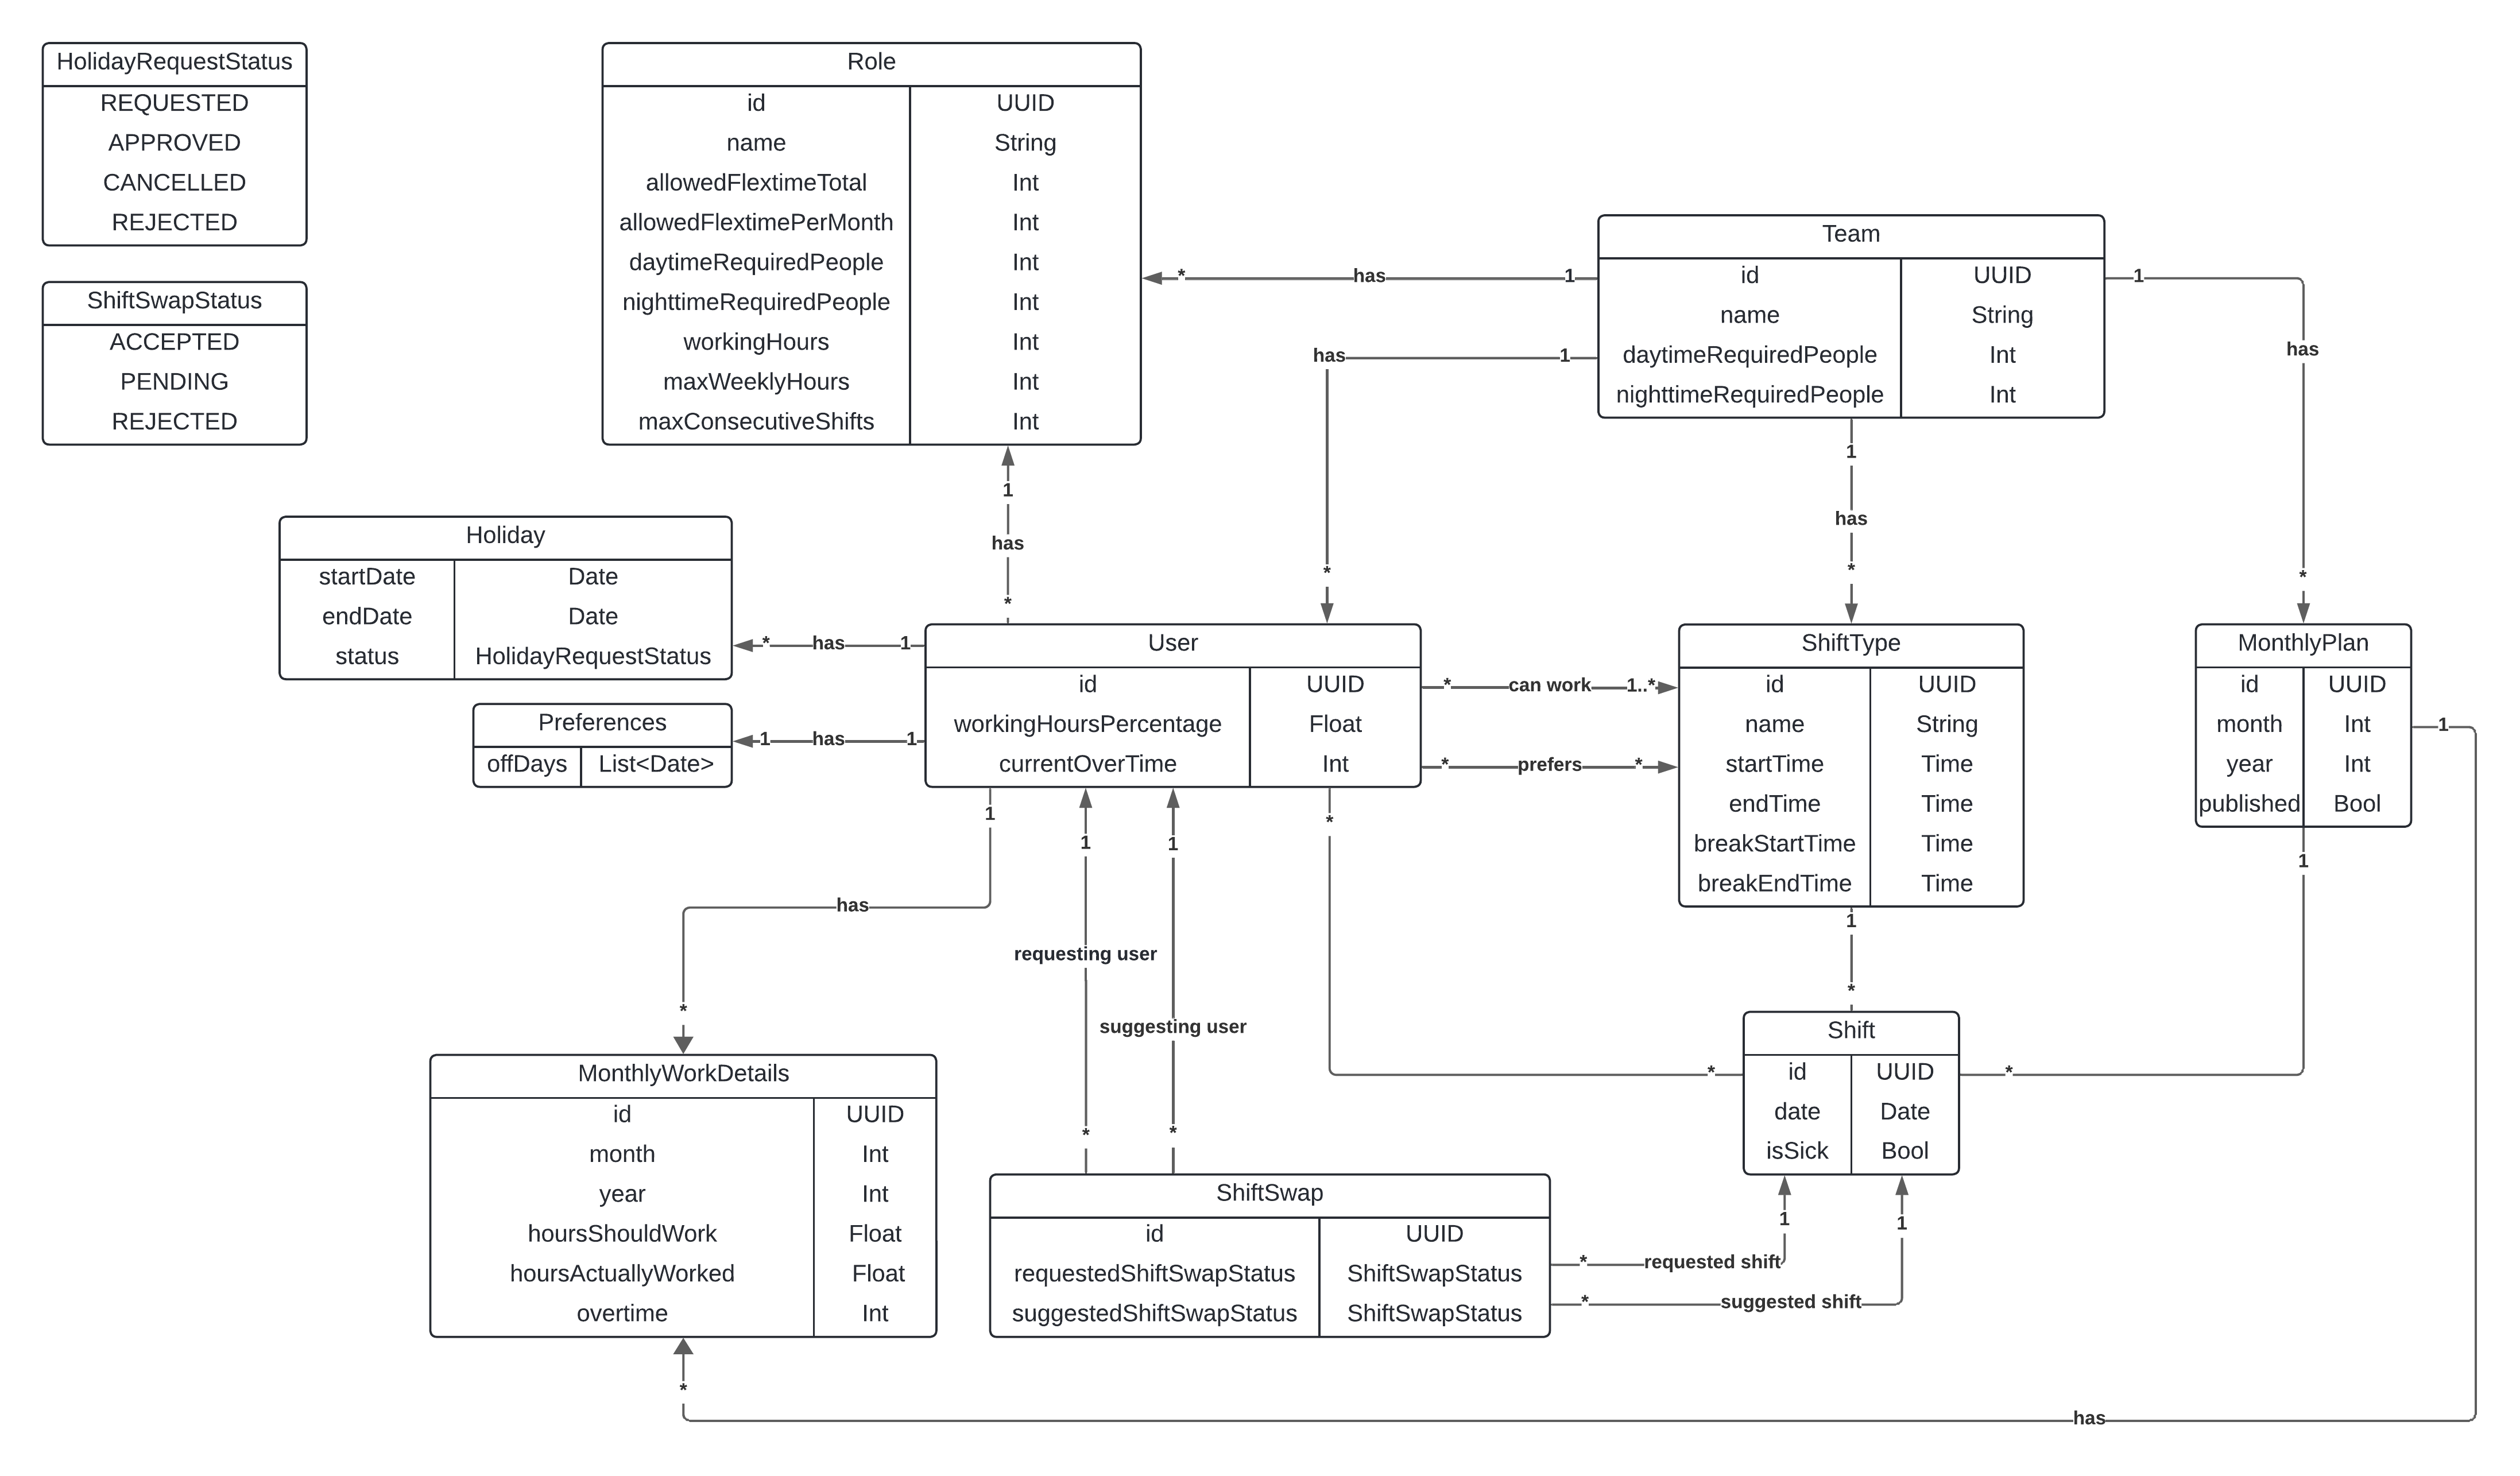 HolidayRequestStatus
REQUESTED
APPROVED
CANCELLED
REJECTED
ShiftSwapStatus
ACCEPTED
PENDING
REJECTED
Role
id UUID
name String
allowedFlextimeTotal Int
allowedFlextimePerMonth Int
daytimeRequiredPeople Int
nighttimeRequiredPeople Int
workingHours Int
maxWeeklyHours Int
maxConsecutiveShifts Int
Team
id UUID
name String
daytimeRequiredPeople Int
nighttimeRequiredPeople Int
* has 1
has 1
*
1
has
*
1
has
*
1
has
*
Holiday
startDate Date
endDate Date
status HolidayRequestStatus
* has 1
Preferences
offDays List<Date>
1 has 1
User
id UUID
workingHoursPercentage Float
currentOverTime Int
* can work 1..*
* prefers *
ShiftType
id UUID
name String
startTime Time
endTime Time
breakStartTime Time
breakEndTime Time
MonthlyPlan
id UUID
month Int
year Int
published Bool
1
1
has
*
1
requesting user
*
1
suggesting user
*
*
*
1
*
1
*
Shift
id UUID
date Date
isSick Bool
MonthlyWorkDetails
id UUID
month Int
year Int
hoursShouldWork Float
hoursActuallyWorked Float
overtime Int
ShiftSwap
id UUID
requestedShiftSwapStatus ShiftSwapStatus
suggestedShiftSwapStatus ShiftSwapStatus
1
* requested shift
1
* suggested shift
*
has